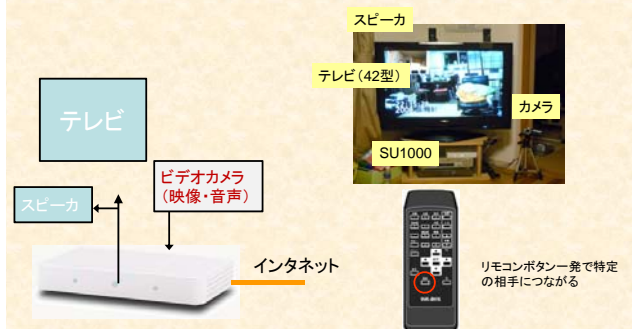 スピーカ
テレビ(42型)
カメラ
SU1000
テレビ
スピーカ
ビデオカメラ
(映像・音声)
インタネット
リモコンボタン一発で特定
の相手につながる